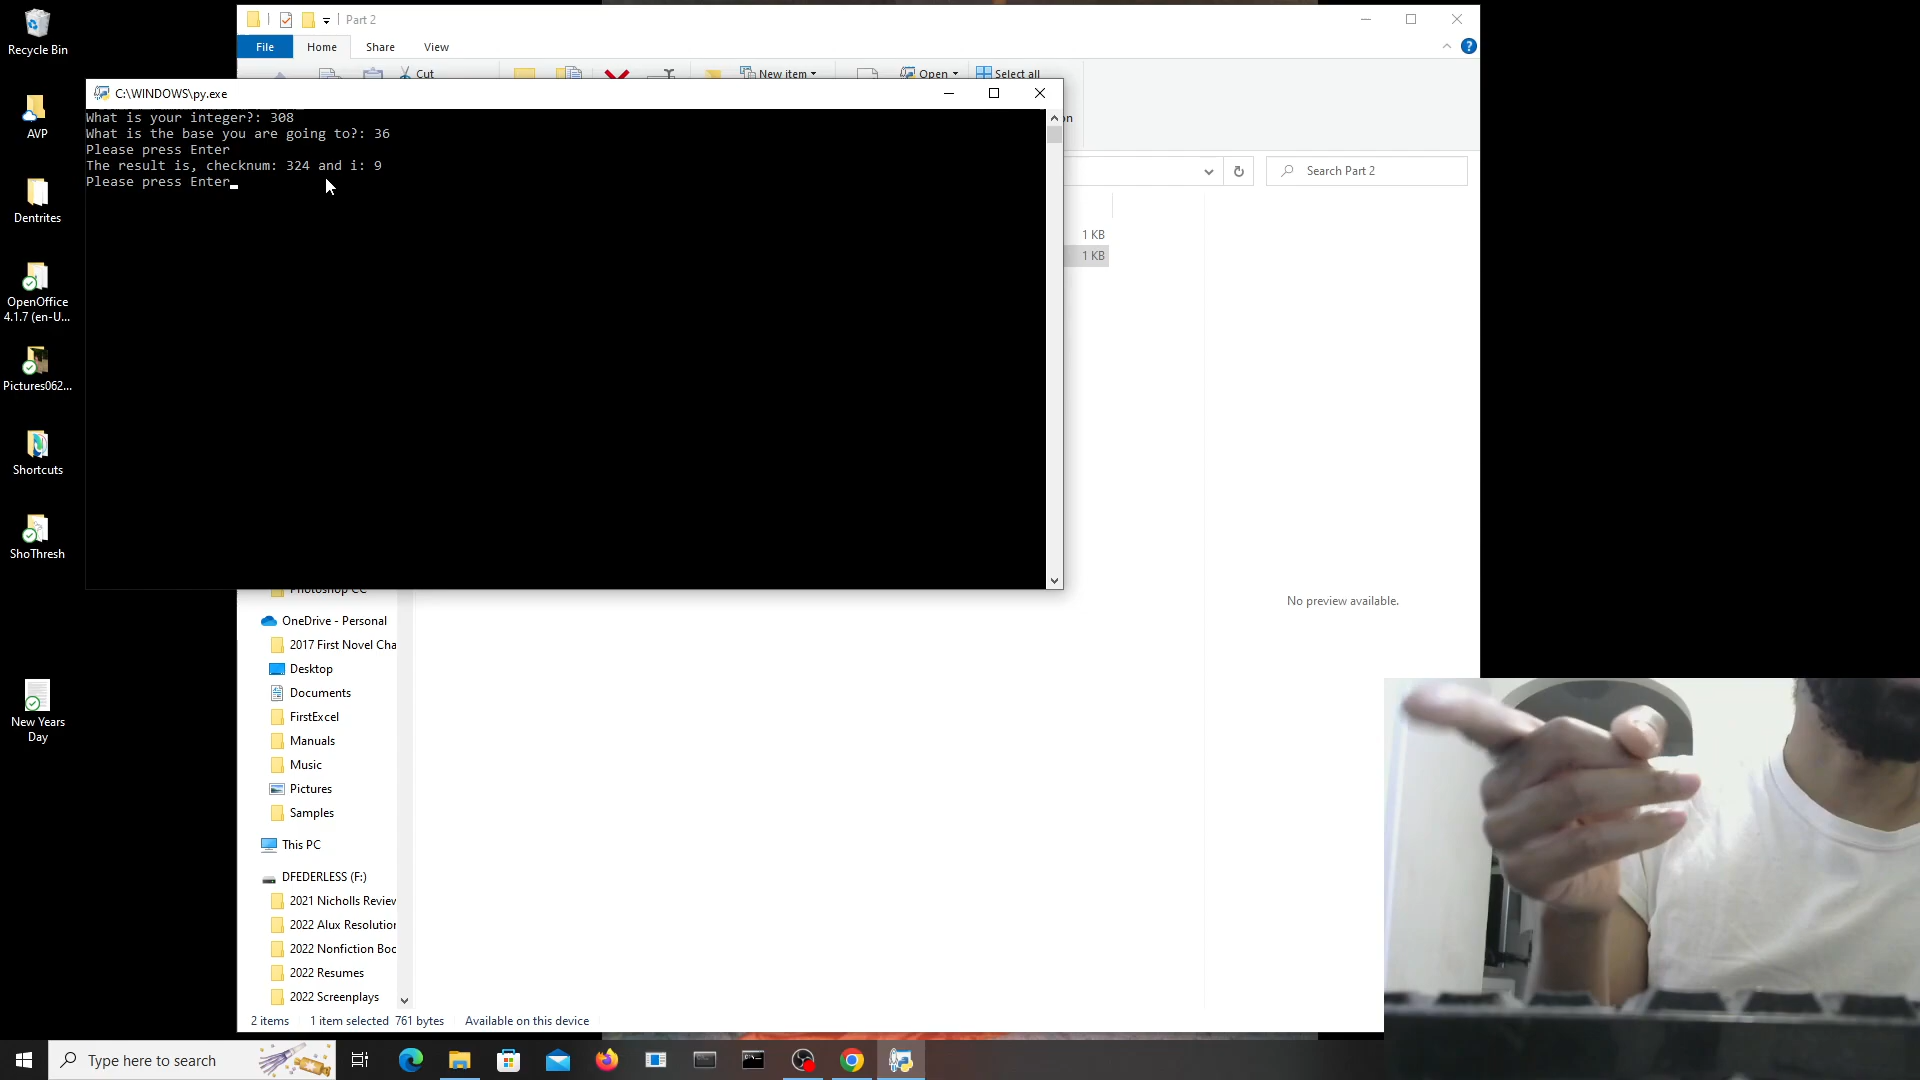 Recycle Bin
AVP
Dentrites
OpenOffice
4.1.7 (en-U...
Pictures062...
Shortcuts
ShoThresh
New Years
Day
Part 2
File
Home
Share
View
Cut
New item
Open
Select all
C:\WINDOWS\py.exe
What is your integer?: 308
What is the base you are going to?: 36
Please press Enter
The result is, checknum: 324 and i: 9
Please press Enter
Search Part 2
1 KB
1 KB
No preview available.
Photoshop CC
OneDrive - Personal
2017 First Novel Cha
Desktop
Documents
FirstExcel
Manuals
Music
Pictures
Samples
This PC
DFEDERLESS (F:)
2021 Nicholls Review
2022 Alux Resolution
2022 Nonfiction Boo
2022 Resumes
2022 Screenplays
2 items
1 item selected 761 bytes
Available on this device
Type here to search